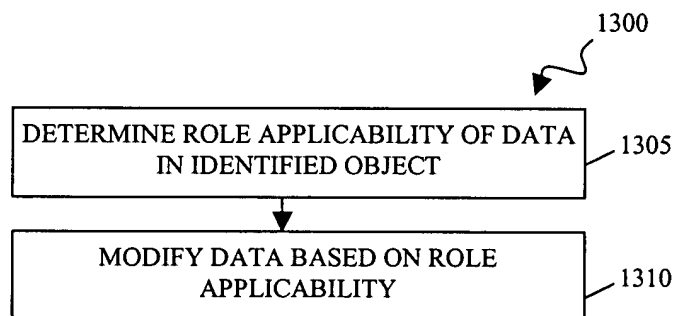 1300
DETERMINE ROLE APPLICABILITY OF DATA
IN IDENTIFIED OBJECT
1305
MODIFY DATA BASED ON ROLE
APPLICABILITY
1310